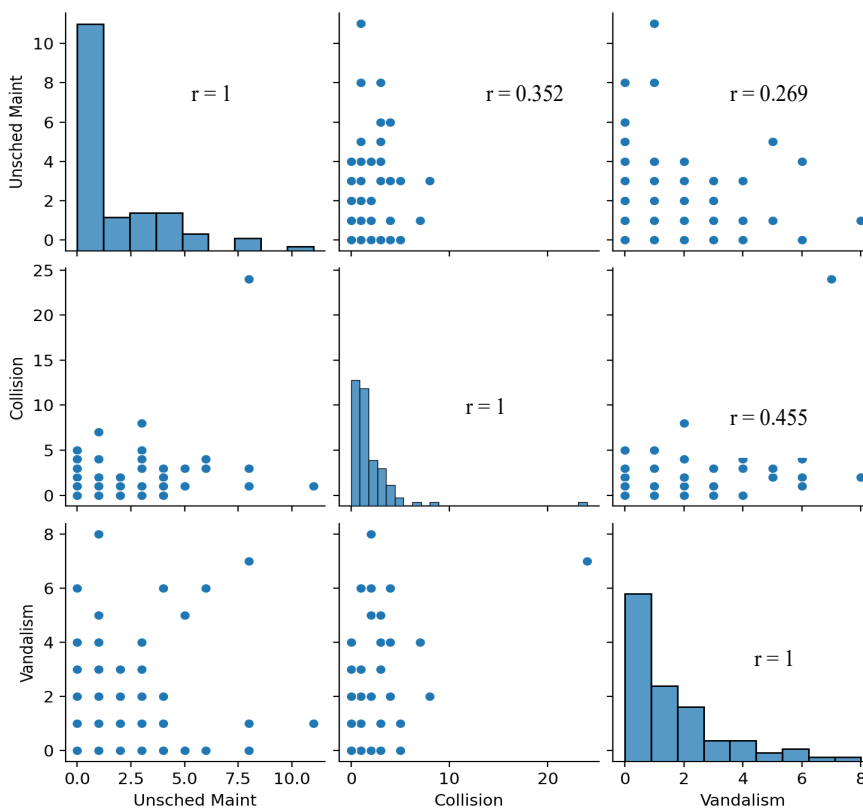 10
8
6
4
2
0
Unsched Maint
r = 1
r = 0.352
r = 0.269
25
20
15
10
5
0
Collision
r = 1
r = 0.455
8
6
4
2
0
Vandalism
r = 1
0.0 2.5 5.0 7.5 10.0
0 10 20
0 2 4 6 8
Unsched Maint
Collision
Vandalism